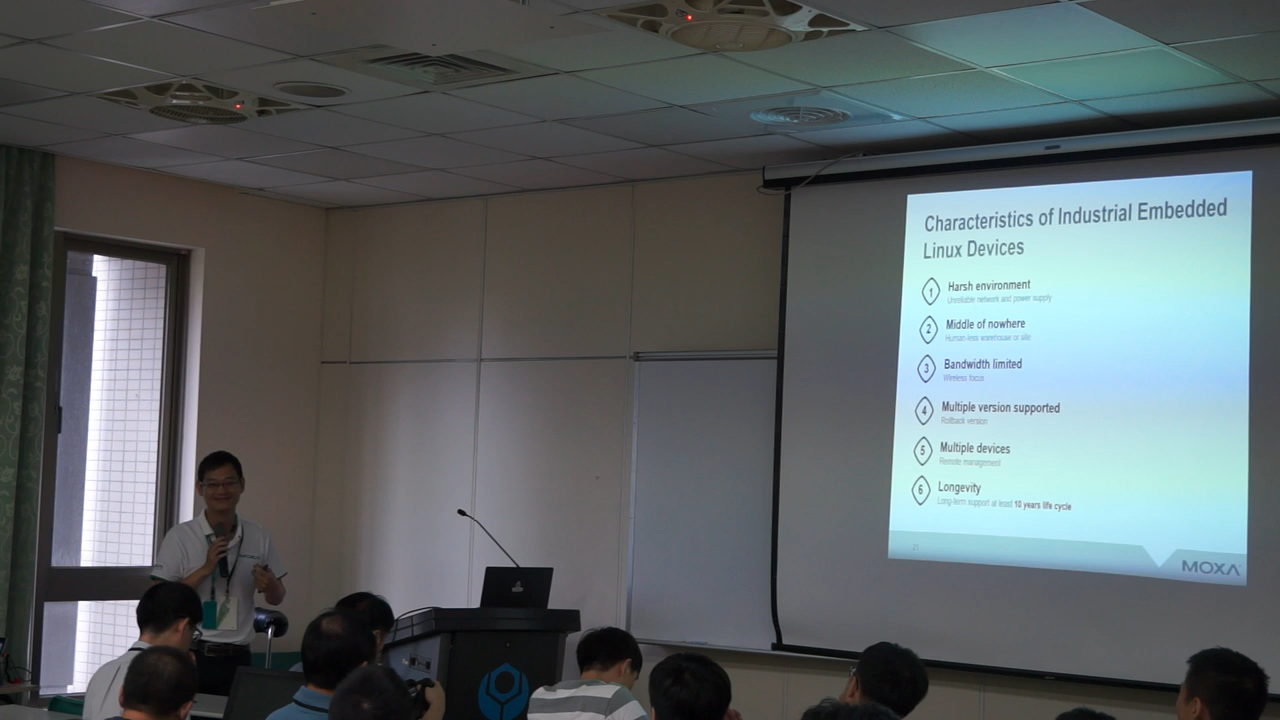 Characteristics of Industrial Embedded
Linux Devices
1
Harsh environment
Unreliable network and power supply
2
Middle of nowhere
Human-less warehouse or site
3
Bandwidth limited
Wireless focus
4
Multiple version supported
Rollback version
5
Multiple devices
Remote management
6
Longevity
Long-term support at least 10 years life cycle
21
MOXA